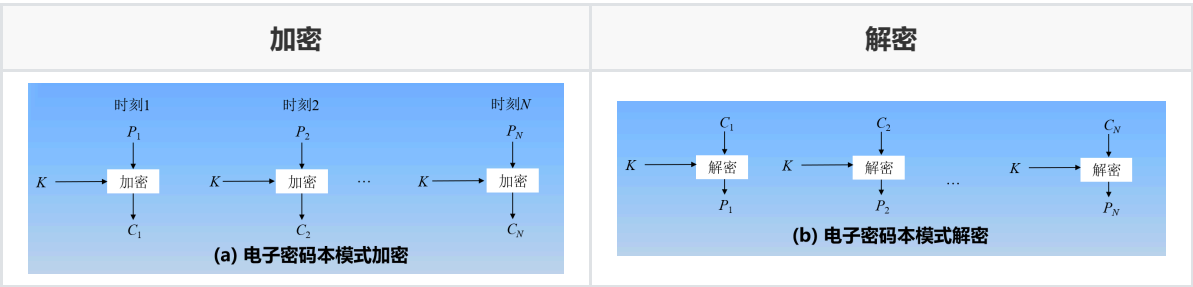 加密
解密
时刻1 时刻2 时刻N
P1 P2 PN
K 加密 K 加密 … K 加密
C1 C2 CN
(a) 电子密码本模式加密
C1 C2 CN
K 解密 K 解密 … K 解密
P1 P2 PN
(b) 电子密码本模式解密